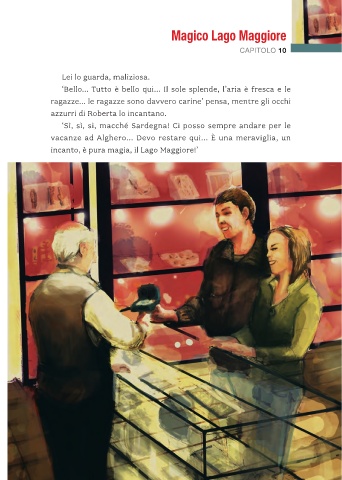 Magico Lago Maggiore
CAPITOLO 10
Lei lo guarda, maliziosa.
‘Bello... Tutto è bello qui... Il sole splende, l’aria è fresca e le
ragazze... le ragazze sono davvero carine’ pensa, mentre gli occhi
azzurri di Roberta lo incantano.
‘Sì, sì, sì, macché Sardegna! Ci posso sempre andare per le
vacanze ad Alghero... Devo restare qui... È una meraviglia, un
incanto, è pura magia, il Lago Maggiore!’